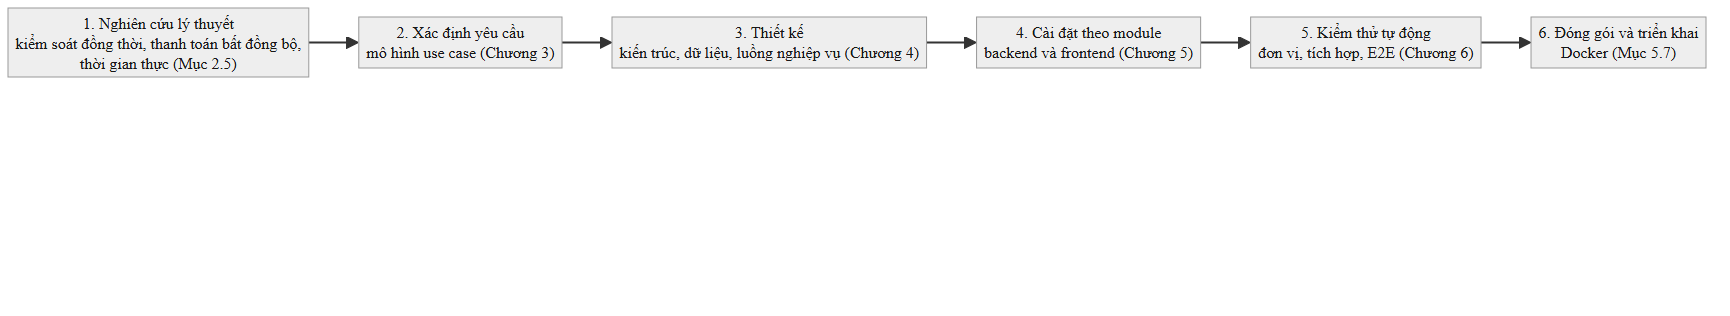 1. Nghiên cứu lý thuyết
kiểm soát đồng thời, thanh toán bất đồng bộ,
thời gian thực (Mục 2.5)
2. Xác định yêu cầu
mô hình use case (Chương 3)
3. Thiết kế
kiến trúc, dữ liệu, luồng nghiệp vụ (Chương 4)
4. Cài đặt theo module
backend và frontend (Chương 5)
5. Kiểm thử tự động
đơn vị, tích hợp, E2E (Chương 6)
6. Đóng gói và triển khai
Docker (Mục 5.7)